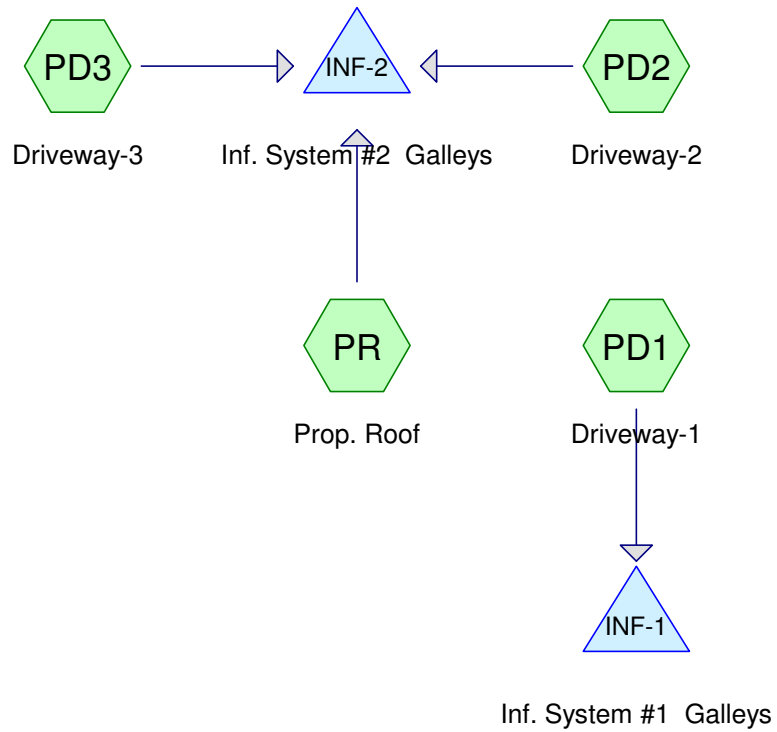 PD3
INF-2
PD2
Driveway-3
Inf. System #2  Galleys
Driveway-2
PR
PD1
Prop. Roof
Driveway-1
INF-1
Inf. System #1  Galleys